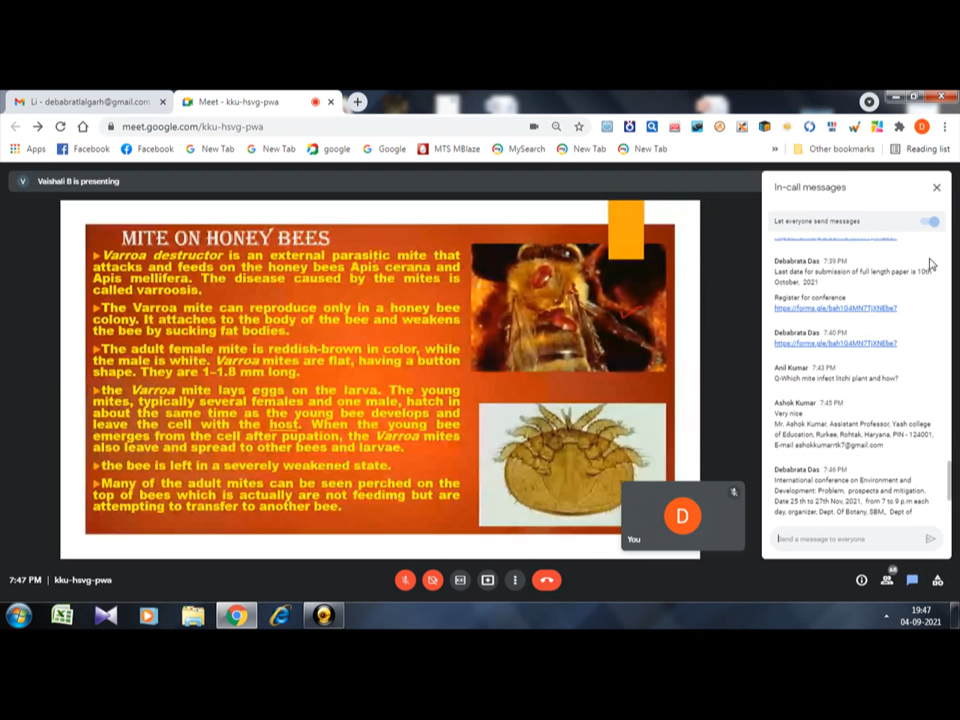 Li - debabratlalgarh@gmail.com
Meet - kku-hsvg-pwa
meet.google.com/kku-hsvg-pwa
D
Apps
Facebook
Facebook
New Tab
New Tab
google
Google
MTS MBlaze
MySearch
New Tab
New Tab
»
Other bookmarks
Reading list
V
Vaishali B is presenting
MITE ON HONEY BEES
Varroa destructor is an external parasitic mite that
attacks and feeds on the honey bees Apis cerana and
Apis mellifera. The disease caused by the mites is
called varroosis.
The Varroa mite can reproduce only in a honey bee
colony. It attaches to the body of the bee and weakens
the bee by sucking fat bodies.
The adult female mite is reddish-brown in color, while
the male is white. Varroa mites are flat, having a button
shape. They are 1–1.8 mm long.
the Varroa mite lays eggs on the larva. The young
mites, typically several females and one male, hatch in
about the same time as the young bee develops and
leave the cell with the host. When the young bee
emerges from the cell after pupation, the Varroa mites
also leave and spread to other bees and larvae.
the bee is left in a severely weakened state.
Many of the adult mites can be seen perched on the
top of bees which is actually are not feeding but are
attempting to transfer to another bee.
D
You
In-call messages
Let everyone send messages
Debabrata Das 7:39 PM
Last date for submission of full length paper is 10th
October, 2021
Register for conference
https://forms.gle/bah1G4MN7TjXNEbe7
Debabrata Das 7:40 PM
https://forms.gle/bah1G4MN7TjXNEbe7
Anil Kumar 7:43 PM
Q-Which mite infect litchi plant and how?
Ashok Kumar 7:45 PM
Very nice
Mr. Ashok Kumar, Assistant Professor, Yash college
of Education, Rurkee, Rohtak, Haryana, PIN - 124001,
E-mail ashokkumarrtk7@gmail.com
Debabrata Das 7:46 PM
International conference on Environment and
Development: Problem, prospects and mitigation,
Date 25 th to 27th Nov, 2021, from 7 to 9 p.m each
day, organizer, Dept. Of Botany, SBM, Dept of
Send a message to everyone
7:47 PM | kku-hsvg-pwa
68
19:47
04-09-2021